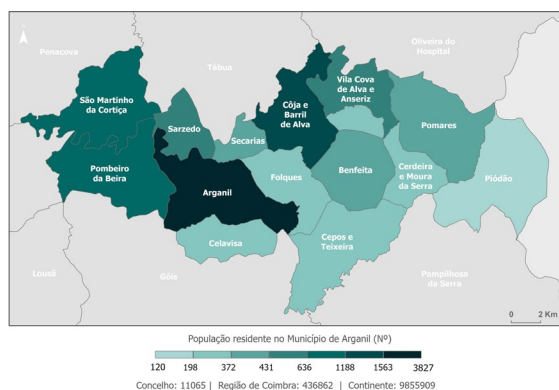 N
Penacova
Tábua
Oliveira do
Hospital
São Martinho
da Cortiça
Sarzedo
Secarias
Côja e
Barril
de Alva
Vila Cova
de Alva e
Anseriz
Pomares
Pombeiro
da Beira
Arganil
Folques
Benfeita
Cerdeira e
Moura da
Serra
Piódão
Celavisa
Cepos e
Teixeira
Lousã
Góis
Pampilhosa
da Serra
0 2 Km
População residente no Município de Arganil (Nº)
120 198 372 431 636 1188 1563 3827
Concelho: 11065 | Região de Coimbra: 436862 | Continente: 9855909